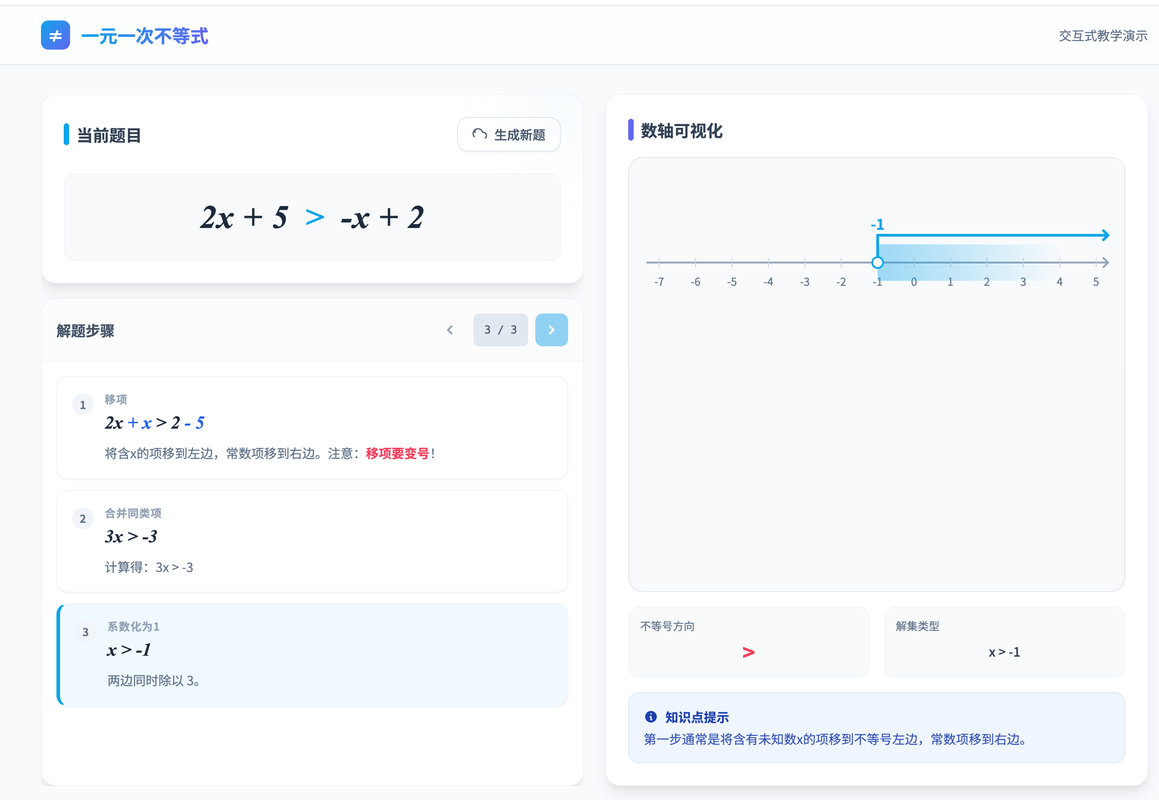 ≠ 一元一次不等式
交互式教学演示
当前题目
生成新题
2x + 5 > -x + 2
解题步骤
3 / 3
1
移项
2x + x > 2 - 5
将含x的项移到左边，常数项移到右边。注意：移项要变号！
2
合并同类项
3x > -3
计算得：3x > -3
3
系数化为1
x > -1
两边同时除以 3。
数轴可视化
-1
-7 -6 -5 -4 -3 -2 -1 0 1 2 3 4 5
不等号方向
>
解集类型
x > -1
知识点提示
第一步通常是将含有未知数x的项移到不等号左边，常数项移到右边。